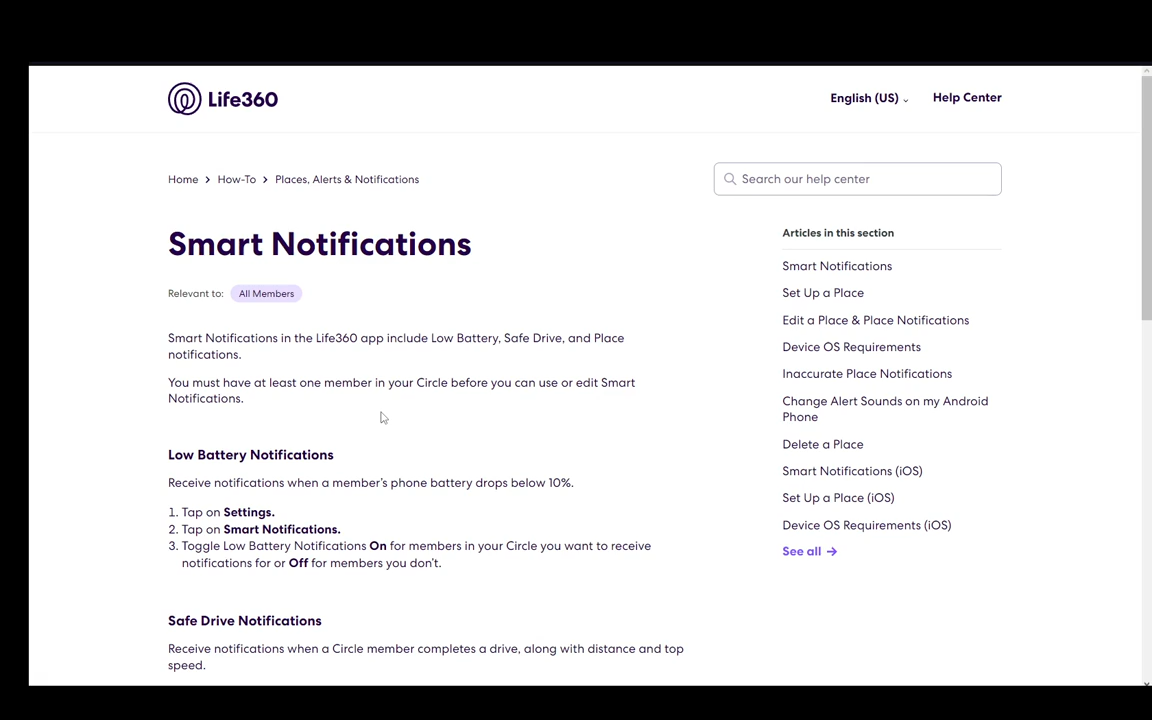 Life360
English (US)
Help Center
Home > How-To > Places, Alerts & Notifications
Search our help center
Smart Notifications
Relevant to: All Members
Smart Notifications in the Life360 app include Low Battery, Safe Drive, and Place
notifications.
You must have at least one member in your Circle before you can use or edit Smart
Notifications.
Low Battery Notifications
Receive notifications when a member’s phone battery drops below 10%.
1. Tap on Settings.
2. Tap on Smart Notifications.
3. Toggle Low Battery Notifications On for members in your Circle you want to receive
notifications for or Off for members you don’t.
Safe Drive Notifications
Receive notifications when a Circle member completes a drive, along with distance and top
speed.
Articles in this section
Smart Notifications
Set Up a Place
Edit a Place & Place Notifications
Device OS Requirements
Inaccurate Place Notifications
Change Alert Sounds on my Android
Phone
Delete a Place
Smart Notifications (iOS)
Set Up a Place (iOS)
Device OS Requirements (iOS)
See all →